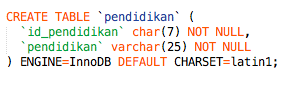 CREATE TABLE `pendidikan` (
  `id_pendidikan` char(7) NOT NULL,
  `pendidikan` varchar(25) NOT NULL
) ENGINE=InnoDB DEFAULT CHARSET=latin1;